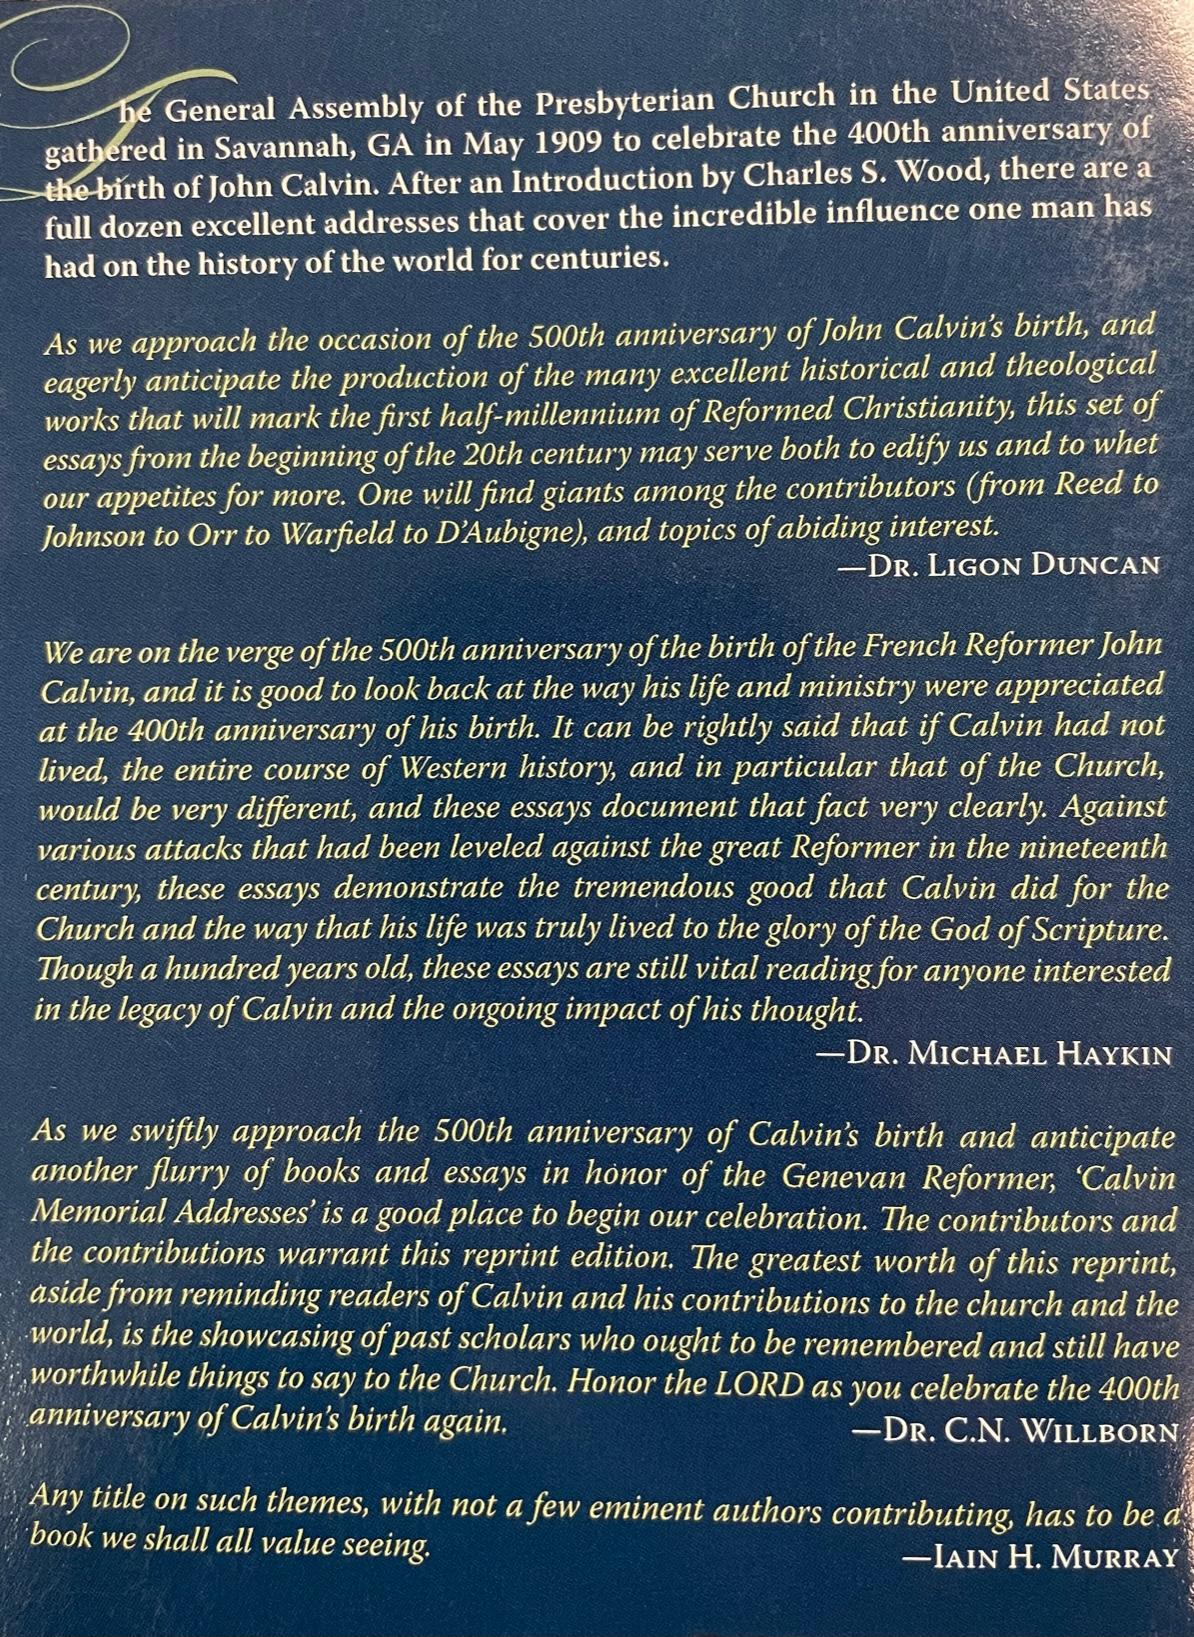 The General Assembly of the Presbyterian Church in the United States
gathered in Savannah, GA in May 1909 to celebrate the 400th anniversary of
the birth of John Calvin. After an Introduction by Charles S. Wood, there are a
full dozen excellent addresses that cover the incredible influence one man has
had on the history of the world for centuries.
As we approach the occasion of the 500th anniversary of John Calvin's birth, and
eagerly anticipate the production of the many excellent historical and theological
works that will mark the first half-millennium of Reformed Christianity, this set of
essays from the beginning of the 20th century may serve both to edify us and to whet
our appetites for more. One will find giants among the contributors (from Reed to
Johnson to Orr to Warfield to D'Aubigne), and topics of abiding interest.
—DR. LIGON DUNCAN
We are on the verge of the 500th anniversary of the birth of the French Reformer John
Calvin, and it is good to look back at the way his life and ministry were appreciated
at the 400th anniversary of his birth. It can be rightly said that if Calvin had not
lived, the entire course of Western history, and in particular that of the Church,
would be very different, and these essays document that fact very clearly. Against
various attacks that had been leveled against the great Reformer in the nineteenth
century, these essays demonstrate the tremendous good that Calvin did for the
Church and the way that his life was truly lived to the glory of the God of Scripture.
Though a hundred years old, these essays are still vital reading for anyone interested
in the legacy of Calvin and the ongoing impact of his thought.
—DR. MICHAEL HAYKIN
As we swiftly approach the 500th anniversary of Calvin's birth and anticipate
another flurry of books and essays in honor of the Genevan Reformer, 'Calvin
Memorial Addresses' is a good place to begin our celebration. The contributors and
the contributions warrant this reprint edition. The greatest worth of this reprint,
aside from reminding readers of Calvin and his contributions to the church and the
world, is the showcasing of past scholars who ought to be remembered and still have
worthwhile things to say to the Church. Honor the LORD as you celebrate the 400th
anniversary of Calvin's birth again. —DR. C.N. WILLBORN
Any title on such themes, with not a few eminent authors contributing, has to be a
book we shall all value seeing. —IAIN H. MURRAY